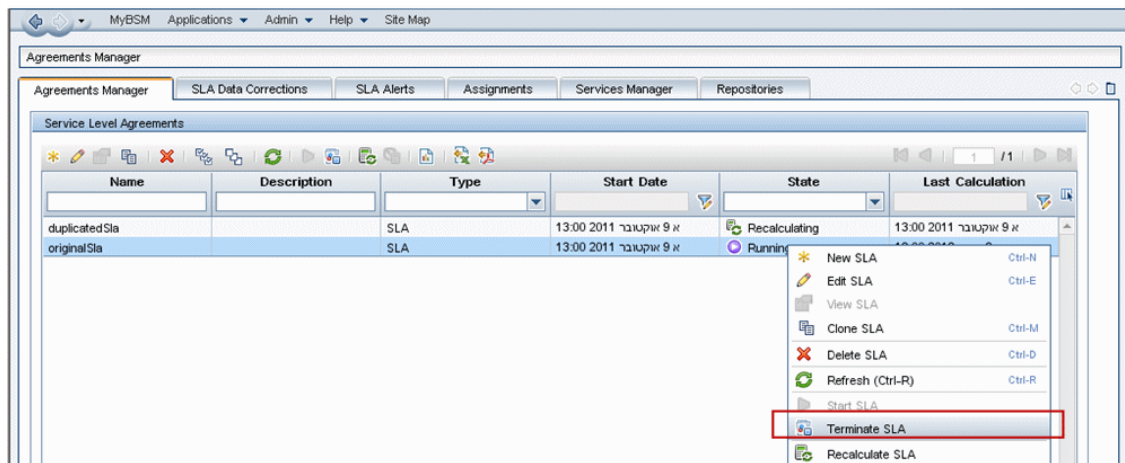 MyBSM Applications Admin Help Site Map
Agreements Manager
Agreements Manager SLA Data Corrections SLA Alerts Assignments Services Manager Repositories
Service Level Agreements
1 /1
Name Description Type Start Date State Last Calculation
duplicatedSla SLA א 9 אוקטובר 2011 13:00 Recalculating א 9 אוקטובר 2011 13:00
originalSla SLA א 9 אוקטובר 2011 13:00 Running
New SLA Ctrl-N
Edit SLA Ctrl-E
View SLA
Clone SLA Ctrl-M
Delete SLA Ctrl-D
Refresh (Ctrl-R) Ctrl-R
Start SLA
Terminate SLA
Recalculate SLA